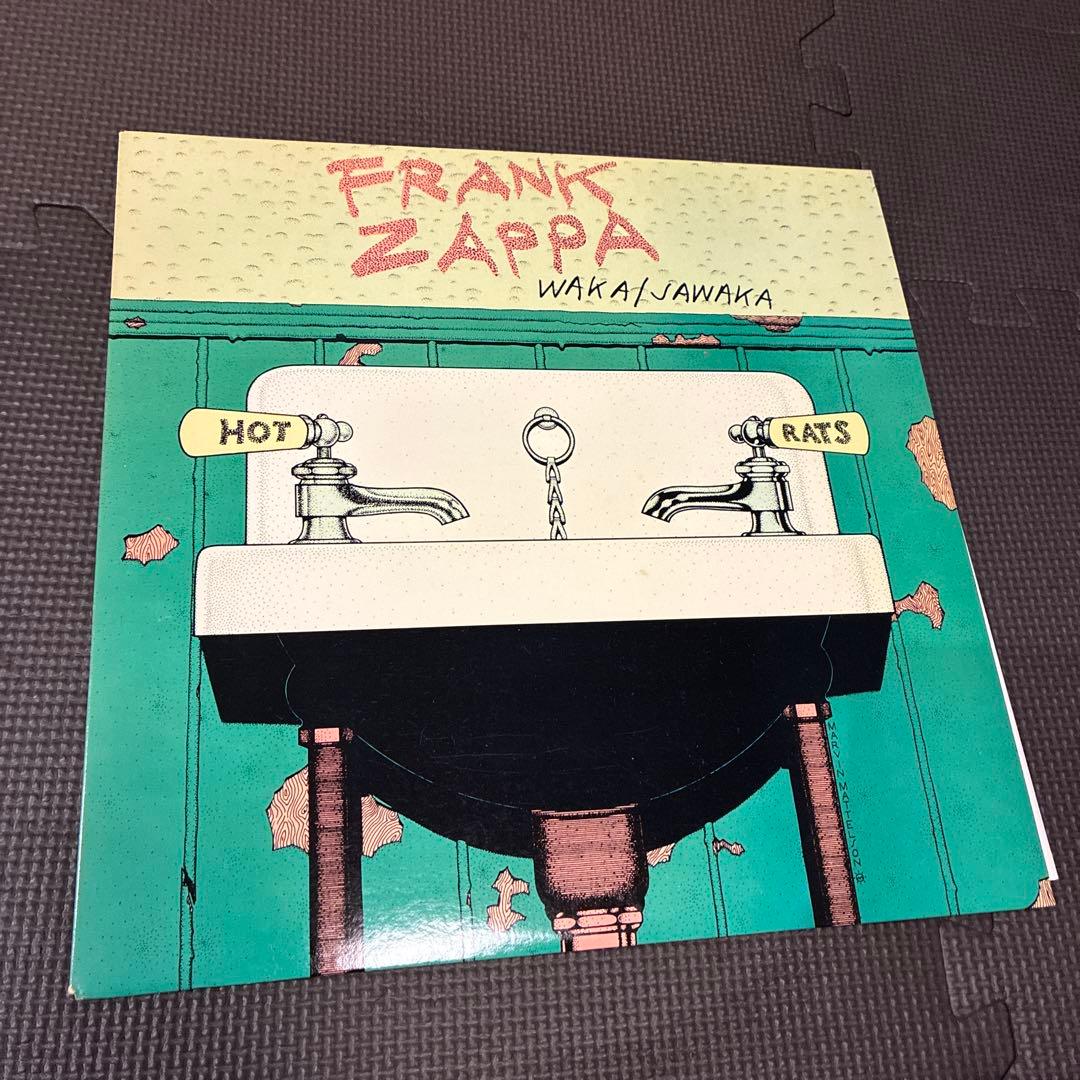 FRANK
ZAPPA
WAKA/JAWAKA
HOT
RATS
MARVIN MATTELSON